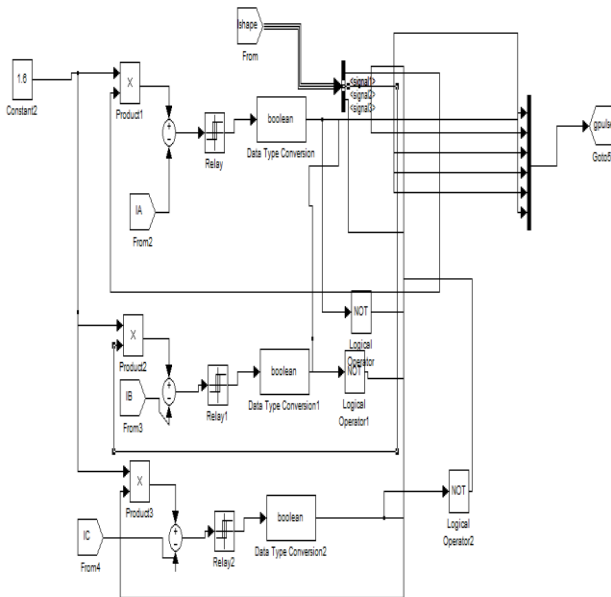 Ishape
From
<signal1>
<signal2>
<signal3>
1.6
Constant2
X
Product1
+
−
Relay
boolean
Data Type Conversion
gpulse
Goto5
IA
From2
NOT
Logical
Operator
X
Product2
+
−
Relay1
boolean
Data Type Conversion1
NOT
Logical
Operator1
IB
From3
X
Product3
+
−
Relay2
boolean
Data Type Conversion2
NOT
Logical
Operator2
IC
From4